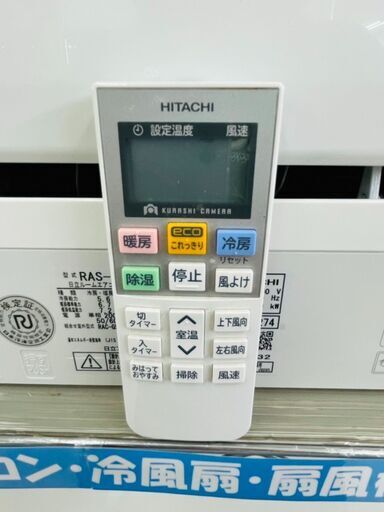 HITACHI
設定温度 風速
KURASHI CAMERA
暖房
eco
これっきり
冷房
リセット
除湿
停止
風よけ
切
タイマー
室温
上下風向
入
タイマー
左右風向
みはって
おやすみ
掃除
風速
型式 RAS-
日立ルームエアコ
HITACHI
コン・冷風扇・扇風機